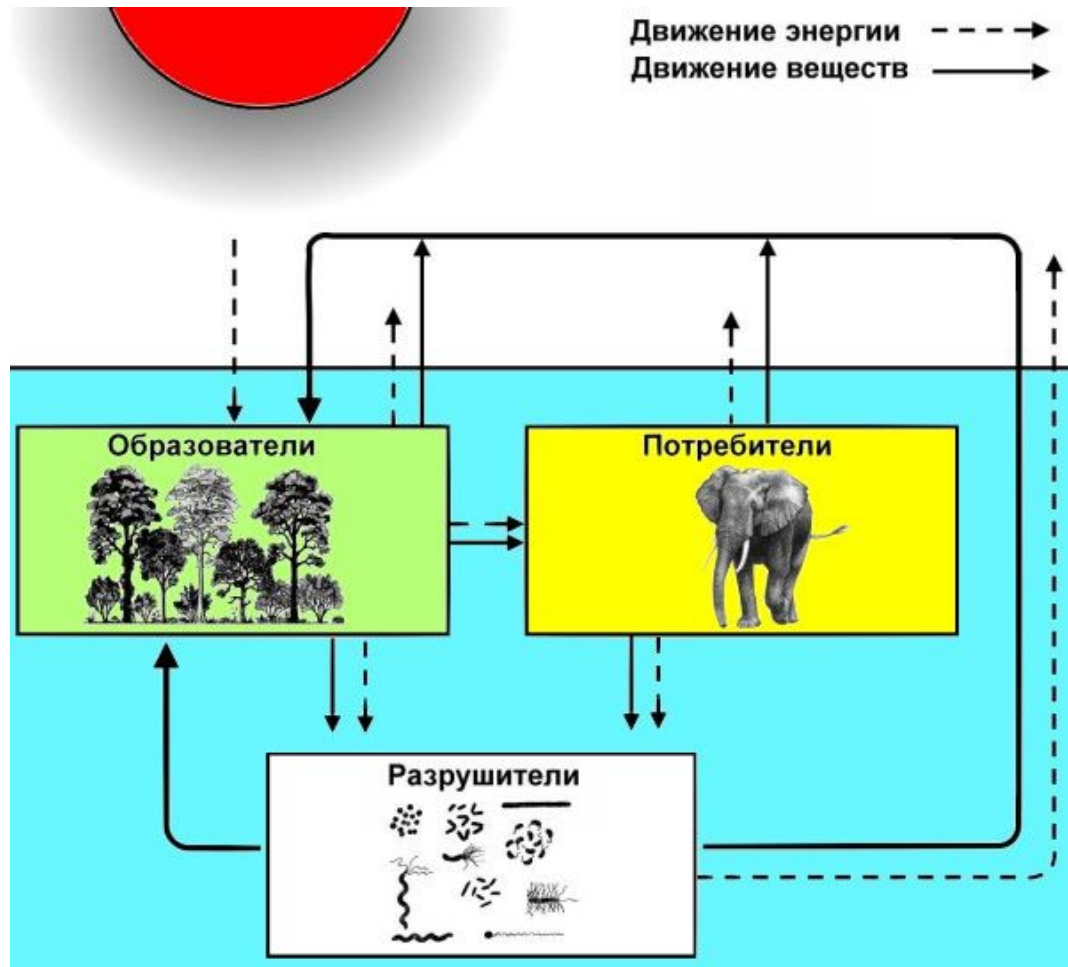 Движение энергии
Движение веществ
Образователи
Потребители
Разрушители